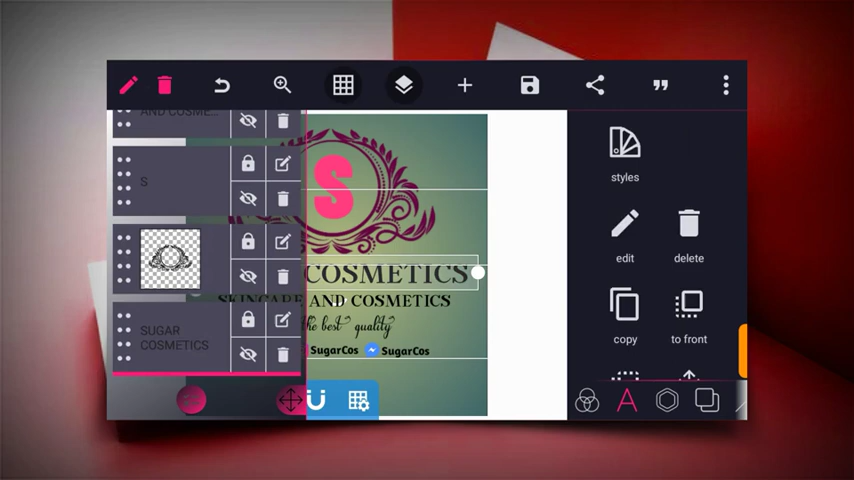 AND COSME...
S
SUGAR
COSMETICS
S
COSMETICS
SKINCARE AND COSMETICS
the best quality
SugarCos
SugarCos
styles
edit
delete
copy
to front
A